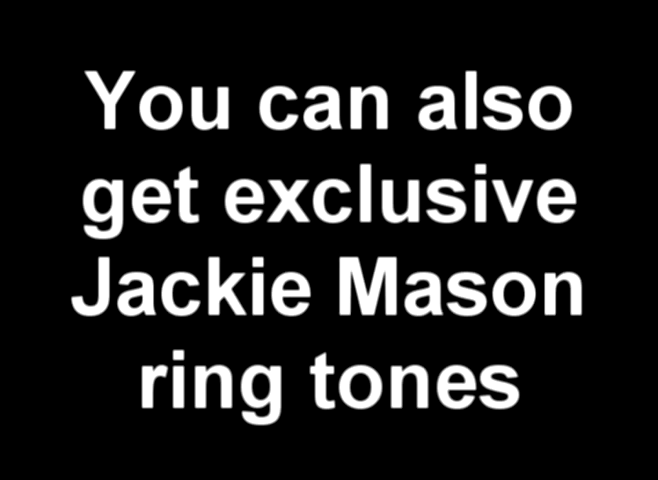 You can also
get exclusive
Jackie Mason
ring tones